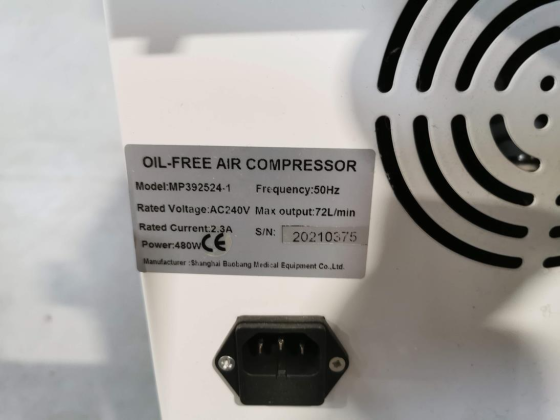 OIL-FREE AIR COMPRESSOR
Model:MP392524-1 Frequency:50Hz
Rated Voltage:AC240V Max output:72L/min
Rated Current:2.3A S/N: 20210375
Power:480W CE
Manufacturer :Shanghai Baobang Medical Equipment Co.,Ltd.